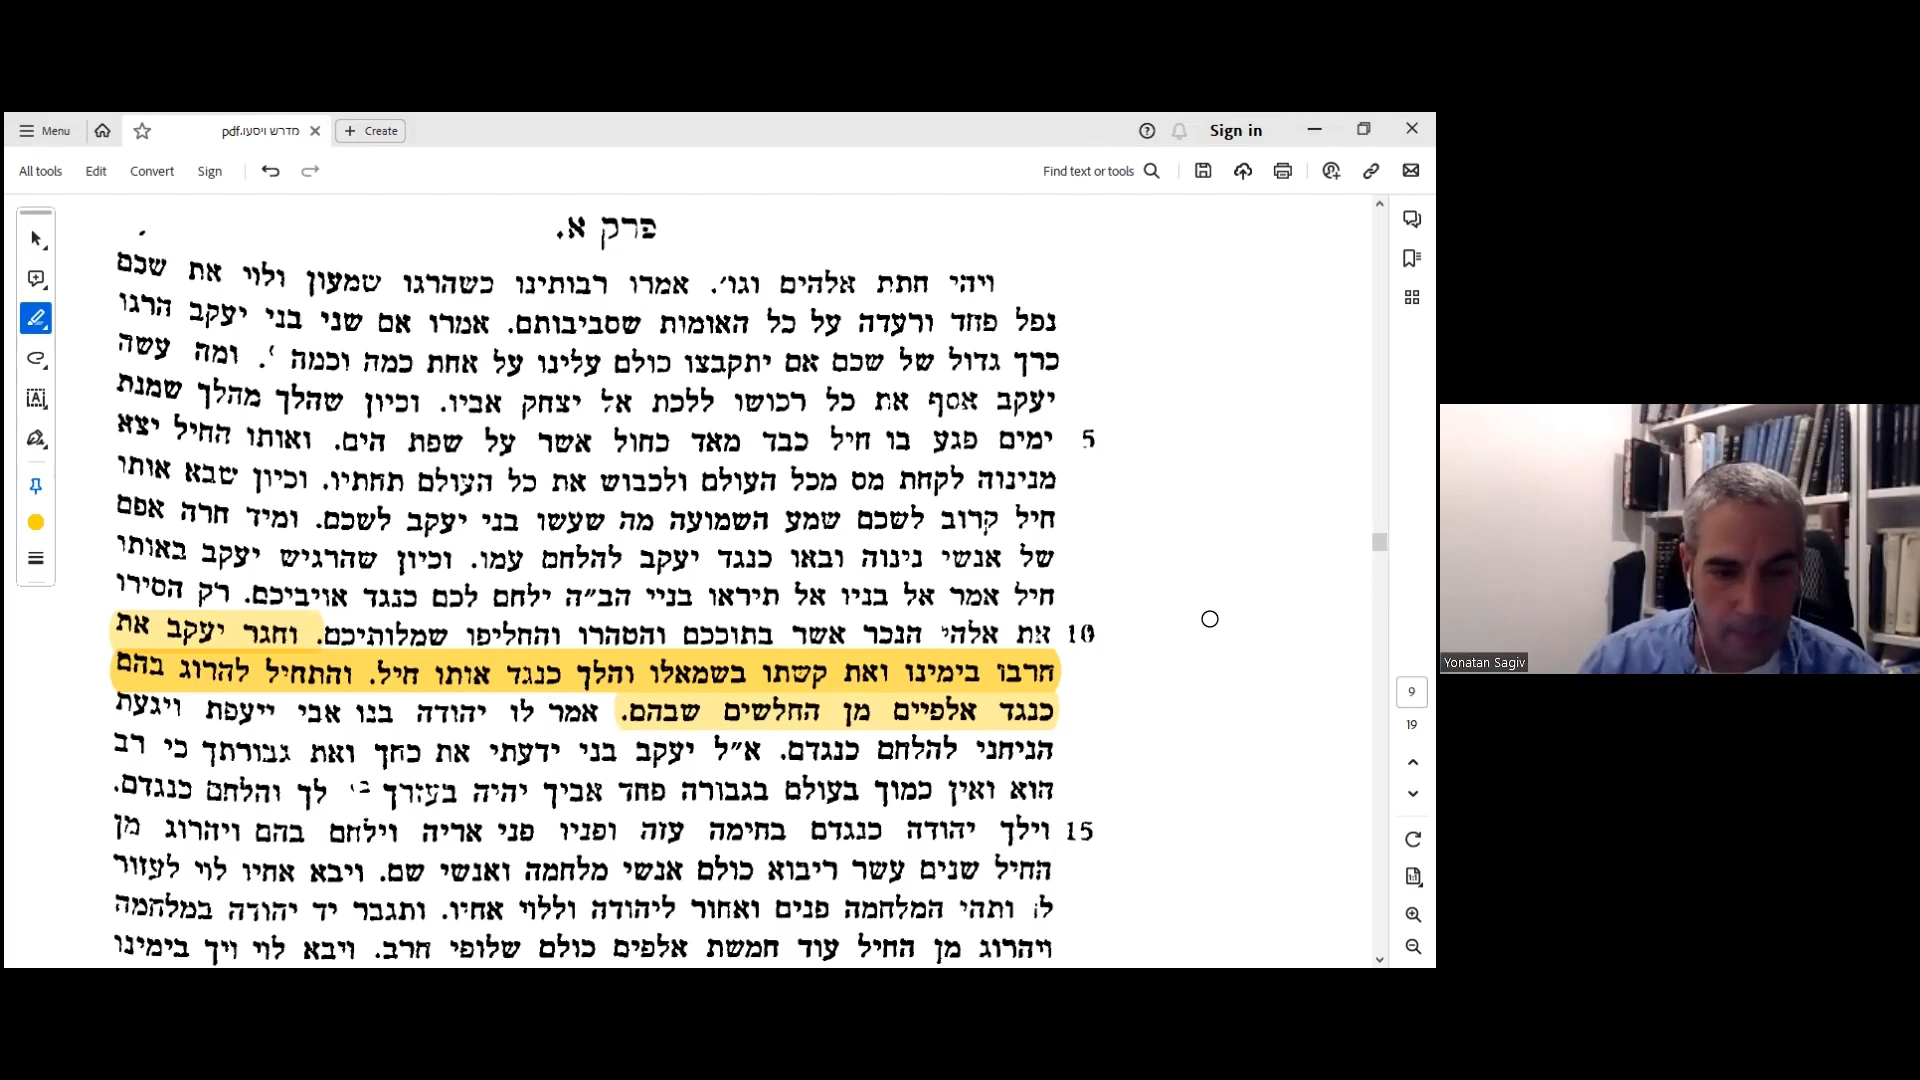 Menu
מדרש ויסעו.pdf
Create
Sign in
All tools
Edit
Convert
Sign
Find text or tools
פרק א.
ויהי חתת אלהים וגו׳. אמרו רבותינו כשהרגו שמעון ולוי את שכם
נפל פחד ורעדה על כל האומות שסביבותם. אמרו אם שני בני יעקב הרגו
כרך גדול של שכם אם יתקבצו כולם עלינו על אחת כמה וכמה. ומה עשה
יעקב אסף את כל רכושו ללכת אל יצחק אביו. וכיון שהלך מהלך שמנת
5 ימים פגע בו חיל כבד מאד כחול אשר על שפת הים. ואותו החיל יצא
מנינוה לקחת מס מכל העולם ולכבוש את כל העולם תחתיו. וכיון שבא אותו
חיל קרוב לשכם שמע השמועה מה שעשו בני יעקב לשכם. ומיד חרה אפם
של אנשי נינוה ובאו כנגד יעקב להלחם עמו. וכיון שהרגיש יעקב באותו
חיל אמר אל בניו אל תיראו בניי הב״ה ילחם לכם כנגד אויביכם. רק הסירו
10 את אלהי הנכר אשר בתוככם והטהרו והחליפו שמלותיכם. וחגר יעקב את
חרבו בימינו ואת קשתו בשמאלו והלך כנגד אותו חיל. והתחיל להרוג בהם
כנגד אלפיים מן החלשים שבהם. אמר לו יהודה בנו אבי ייעפת ויגעת
הניחני להלחם כנגדם. א״ל יעקב בני ידעתי את כחך ואת גבורתך כי רב
הוא ואין כמוך בעולם בגבורה פחד אביך יהיה בעזרך לך והלחם כנגדם.
15 וילך יהודה כנגדם בחימה עזה ופניו פני אריה וילחם בהם ויהרוג מן
החיל שנים עשר ריבוא כולם אנשי מלחמה ואנשי שם. ויבא אחיו לוי לעזור
לו ותהי המלחמה פנים ואחור ליהודה וללוי אחיו. ותגבר יד יהודה במלחמה
ויהרוג מן החיל עוד חמשת אלפים כולם שלופי חרב. ויבא לוי ויך בימינו
9
19
Yonatan Sagiv